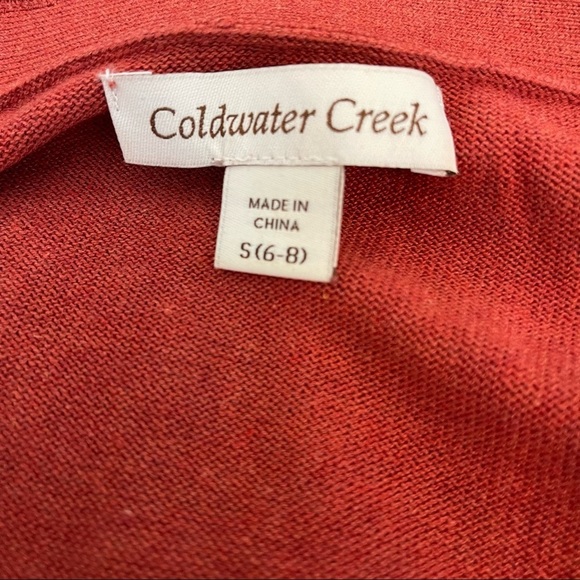 Coldwater Creek
MADE IN
CHINA
S(6-8)